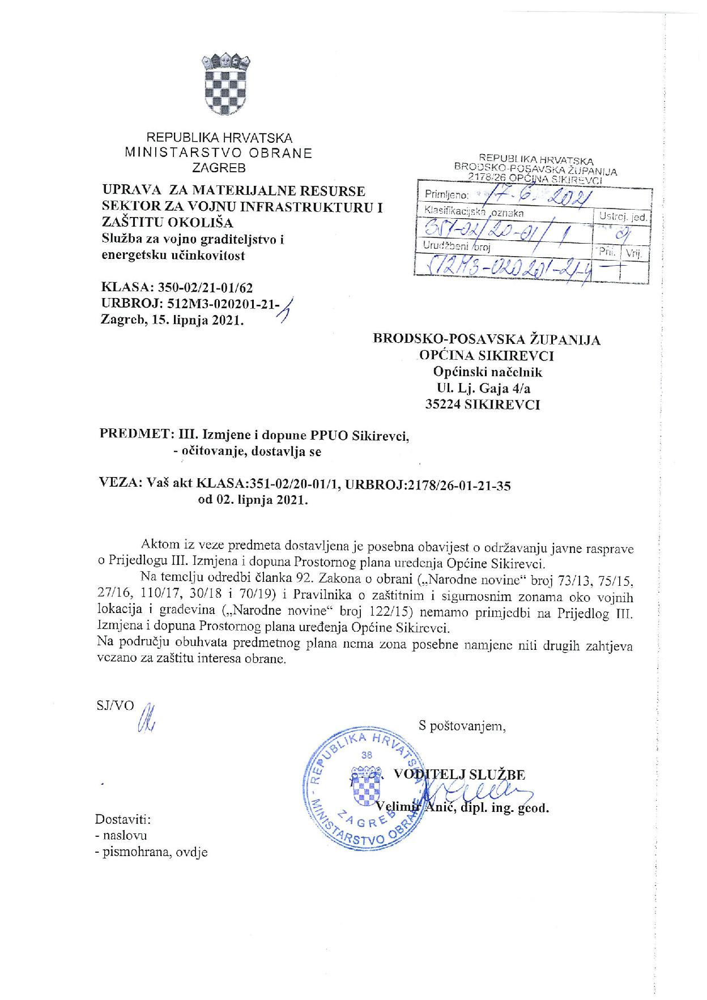 REPUBLIKA HRVATSKA
MINISTARSTVO OBRANE
ZAGREB
UPRAVA ZA MATERIJALNE RESURSE
SEKTOR ZA VOJNU INFRASTRUKTURU I
ZAŠTITU OKOLIŠA
Služba za vojno graditeljstvo i
energetsku učinkovitost
KLASA: 350-02/21-01/62
URBROJ: 512M3-020201-21-
Zagreb, 15. lipnja 2021.
REPUBLIKA HRVATSKA
BRODSKO-POSAVSKA ŽUPANIJA
2178/26 OPĆINA SIKIREVCI
Primljeno: 17.6.2021
Klasifikacijska oznaka Ustroj. jed.
351-02/20-01/1
Urudžbeni broj Pril. Vrij.
512M3-020201-21-4
BRODSKO-POSAVSKA ŽUPANIJA
OPĆINA SIKIREVCI
Općinski načelnik
Ul. Lj. Gaja 4/a
35224 SIKIREVCI
PREDMET: III. Izmjene i dopune PPUO Sikirevci,
- očitovanje, dostavlja se
VEZA: Vaš akt KLASA:351-02/20-01/1, URBROJ:2178/26-01-21-35
od 02. lipnja 2021.
Aktom iz veze predmeta dostavljena je posebna obavijest o održavanju javne rasprave
o Prijedlogu III. Izmjena i dopuna Prostornog plana uređenja Općine Sikirevci.
Na temelju odredbi članka 92. Zakona o obrani („Narodne novine“ broj 73/13, 75/15,
27/16, 110/17, 30/18 i 70/19) i Pravilnika o zaštitnim i sigurnosnim zonama oko vojnih
lokacija i građevina („Narodne novine“ broj 122/15) nemamo primjedbi na Prijedlog III.
Izmjena i dopuna Prostornog plana uređenja Općine Sikirevci.
Na području obuhvata predmetnog plana nema zona posebne namjene niti drugih zahtjeva
vezano za zaštitu interesa obrane.
SJ/VO
S poštovanjem,
REPUBLIKA HRVATSKA - MINISTARSTVO OBRANE -
38
ZAGREB
p.o. VODITELJ SLUŽBE
Velimir Anić, dipl. ing. geod.
Dostaviti:
- naslovu
- pismohrana, ovdje